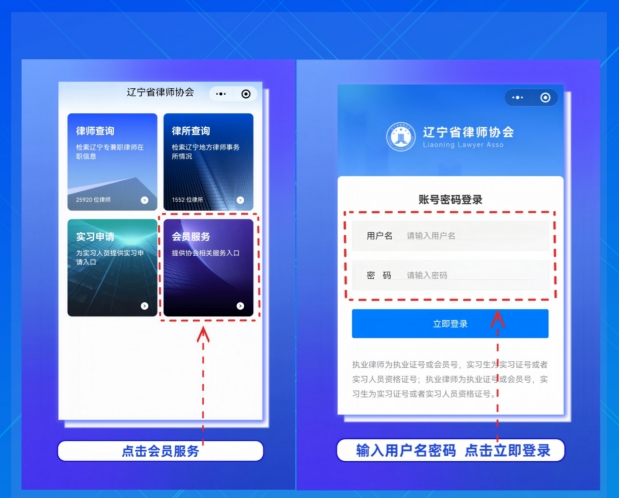 辽宁省律师协会
律师查询
检索辽宁专兼职律师在
职信息
25920 位律师
律所查询
检索辽宁地方律师事务
所情况
1552 位律所
实习申请
为实习人员提供实习申
请入口
会员服务
提供协会相关服务入口
点击会员服务
辽宁省律师协会
Liaoning Lawyer Asso
账号密码登录
用户名 请输入用户名
密 码 请输入密码
立即登录
执业律师为执业证号或会员号，实习生为实习证号或者
实习人员资格证号；执业律师为执业证号或会员号，实
习生为实习证号或者实习人员资格证号。
输入用户名密码 点击立即登录